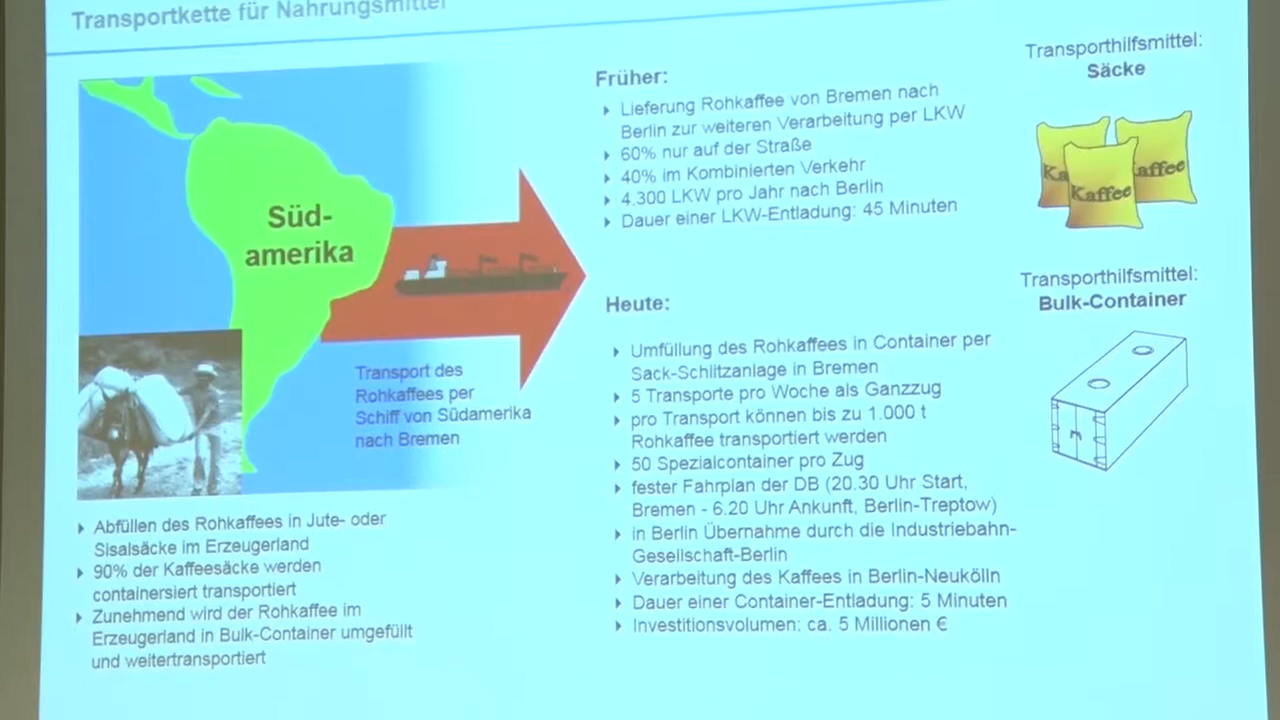 Transportkette für Nahrungsmittel
Süd-
amerika
Transport des
Rohkaffees per
Schiff von Südamerika
nach Bremen
Abfüllen des Rohkaffees in Jute- oder
Sisalsäcke im Erzeugerland
90% der Kaffeesäcke werden
containersiert transportiert
Zunehmend wird der Rohkaffee im
Erzeugerland in Bulk-Container umgefüllt
und weitertransportiert
Früher:
Lieferung Rohkaffee von Bremen nach
Berlin zur weiteren Verarbeitung per LKW
60% nur auf der Straße
40% im Kombinierten Verkehr
4.300 LKW pro Jahr nach Berlin
Dauer einer LKW-Entladung: 45 Minuten
Heute:
Umfüllung des Rohkaffees in Container per
Sack-Schlitzanlage in Bremen
5 Transporte pro Woche als Ganzzug
pro Transport können bis zu 1.000 t
Rohkaffee transportiert werden
50 Spezialcontainer pro Zug
fester Fahrplan der DB (20.30 Uhr Start,
Bremen - 6.20 Uhr Ankunft, Berlin-Treptow)
in Berlin Übernahme durch die Industriebahn-
Gesellschaft-Berlin
Verarbeitung des Kaffees in Berlin-Neukölln
Dauer einer Container-Entladung: 5 Minuten
Investitionsvolumen: ca. 5 Millionen €
Transporthilfsmittel:
Säcke
Ka
Kaffee
affee
Transporthilfsmittel:
Bulk-Container